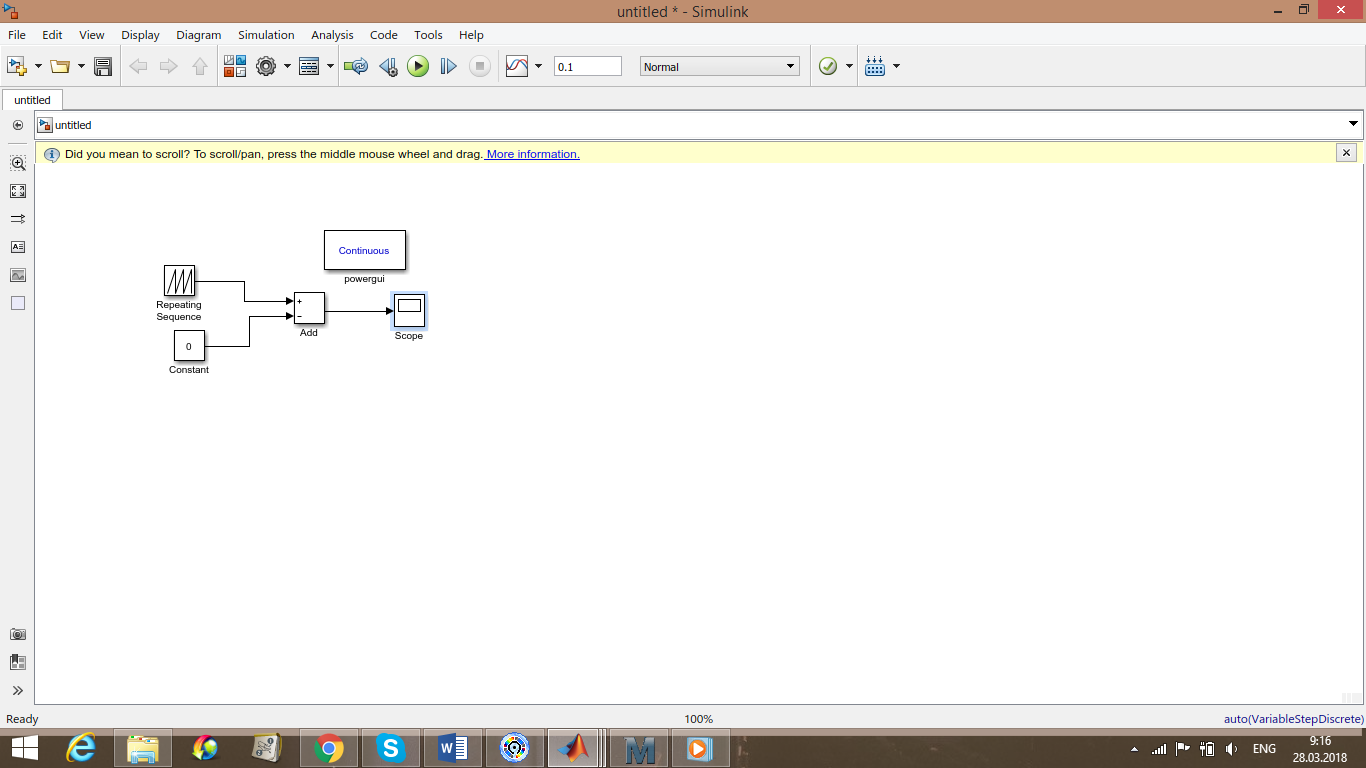 untitled * - Simulink
File Edit View Display Diagram Simulation Analysis Code Tools Help
0.1 Normal
untitled
untitled
Did you mean to scroll? To scroll/pan, press the middle mouse wheel and drag. More information.
Continuous
powergui
Repeating
Sequence
+
−
Add
Scope
0
Constant
Ready 100% auto(VariableStepDiscrete)
9:16
ENG
28.03.2018